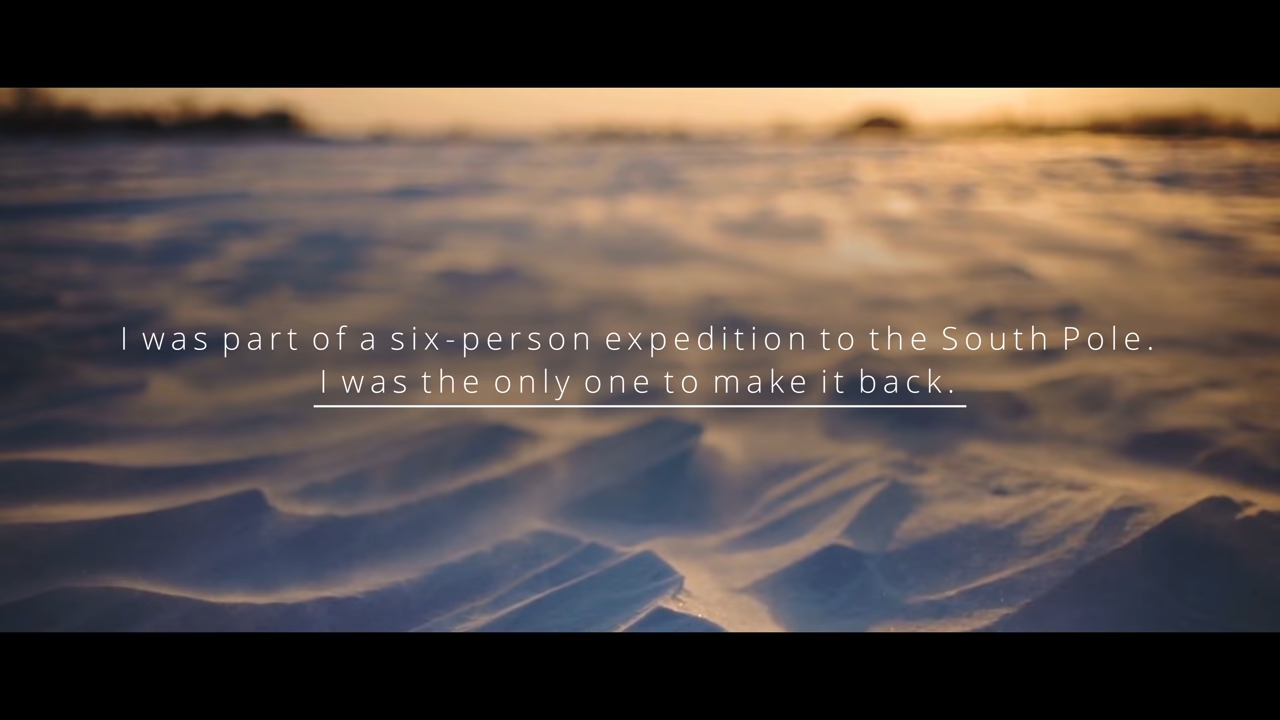 I was part of a six-person expedition to the South Pole.
I was the only one to make it back.